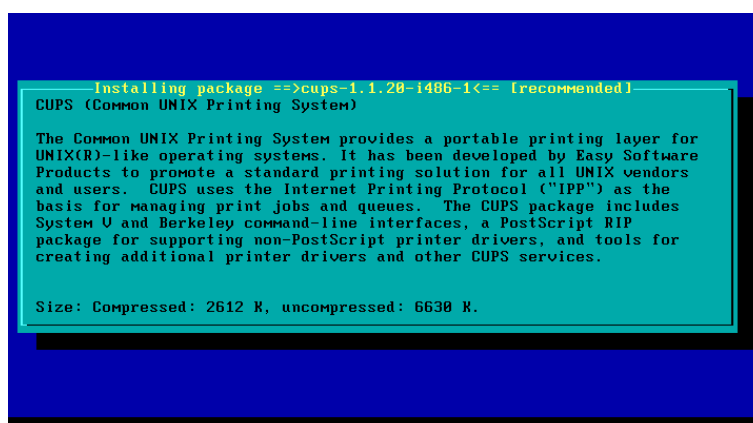 Installing package ==>cups-1.1.20-i486-1<== [recommended]
CUPS (Common UNIX Printing System)
The Common UNIX Printing System provides a portable printing layer for
UNIX(R)-like operating systems. It has been developed by Easy Software
Products to promote a standard printing solution for all UNIX vendors
and users.  CUPS uses the Internet Printing Protocol ("IPP") as the
basis for managing print jobs and queues.  The CUPS package includes
System V and Berkeley command-line interfaces, a PostScript RIP
package for supporting non-PostScript printer drivers, and tools for
creating additional printer drivers and other CUPS services.
Size: Compressed: 2612 K, uncompressed: 6630 K.